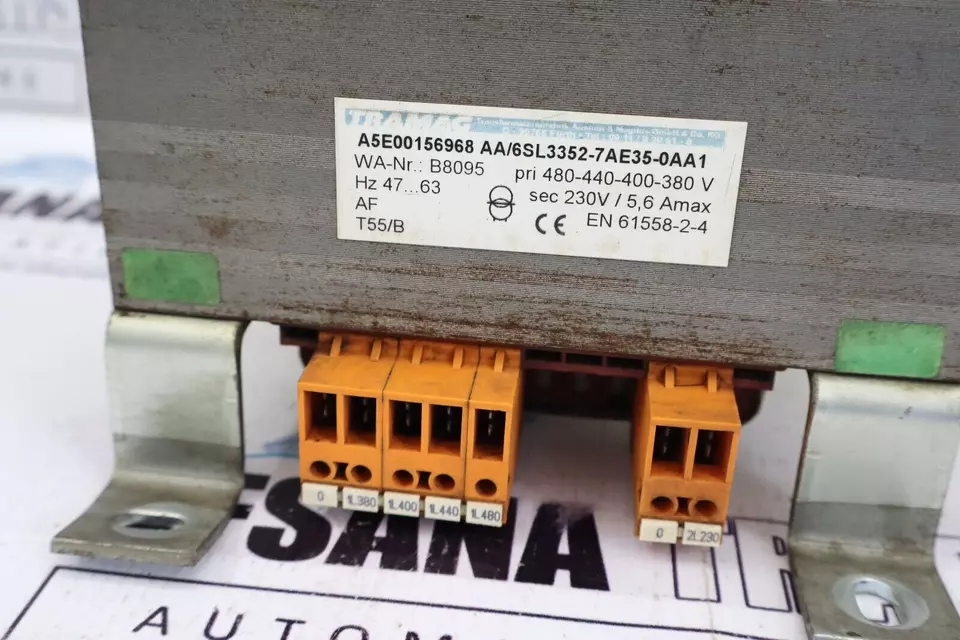 TRAMAG
A5E00156968 AA/6SL3352-7AE35-0AA1
WA-Nr.: B8095 pri 480-440-400-380 V
Hz 47...63 sec 230V / 5,6 Amax
AF CE EN 61558-2-4
T55/B
0 1L380 1L400 1L440 1L480
0 2L230
SANA
AUTOM